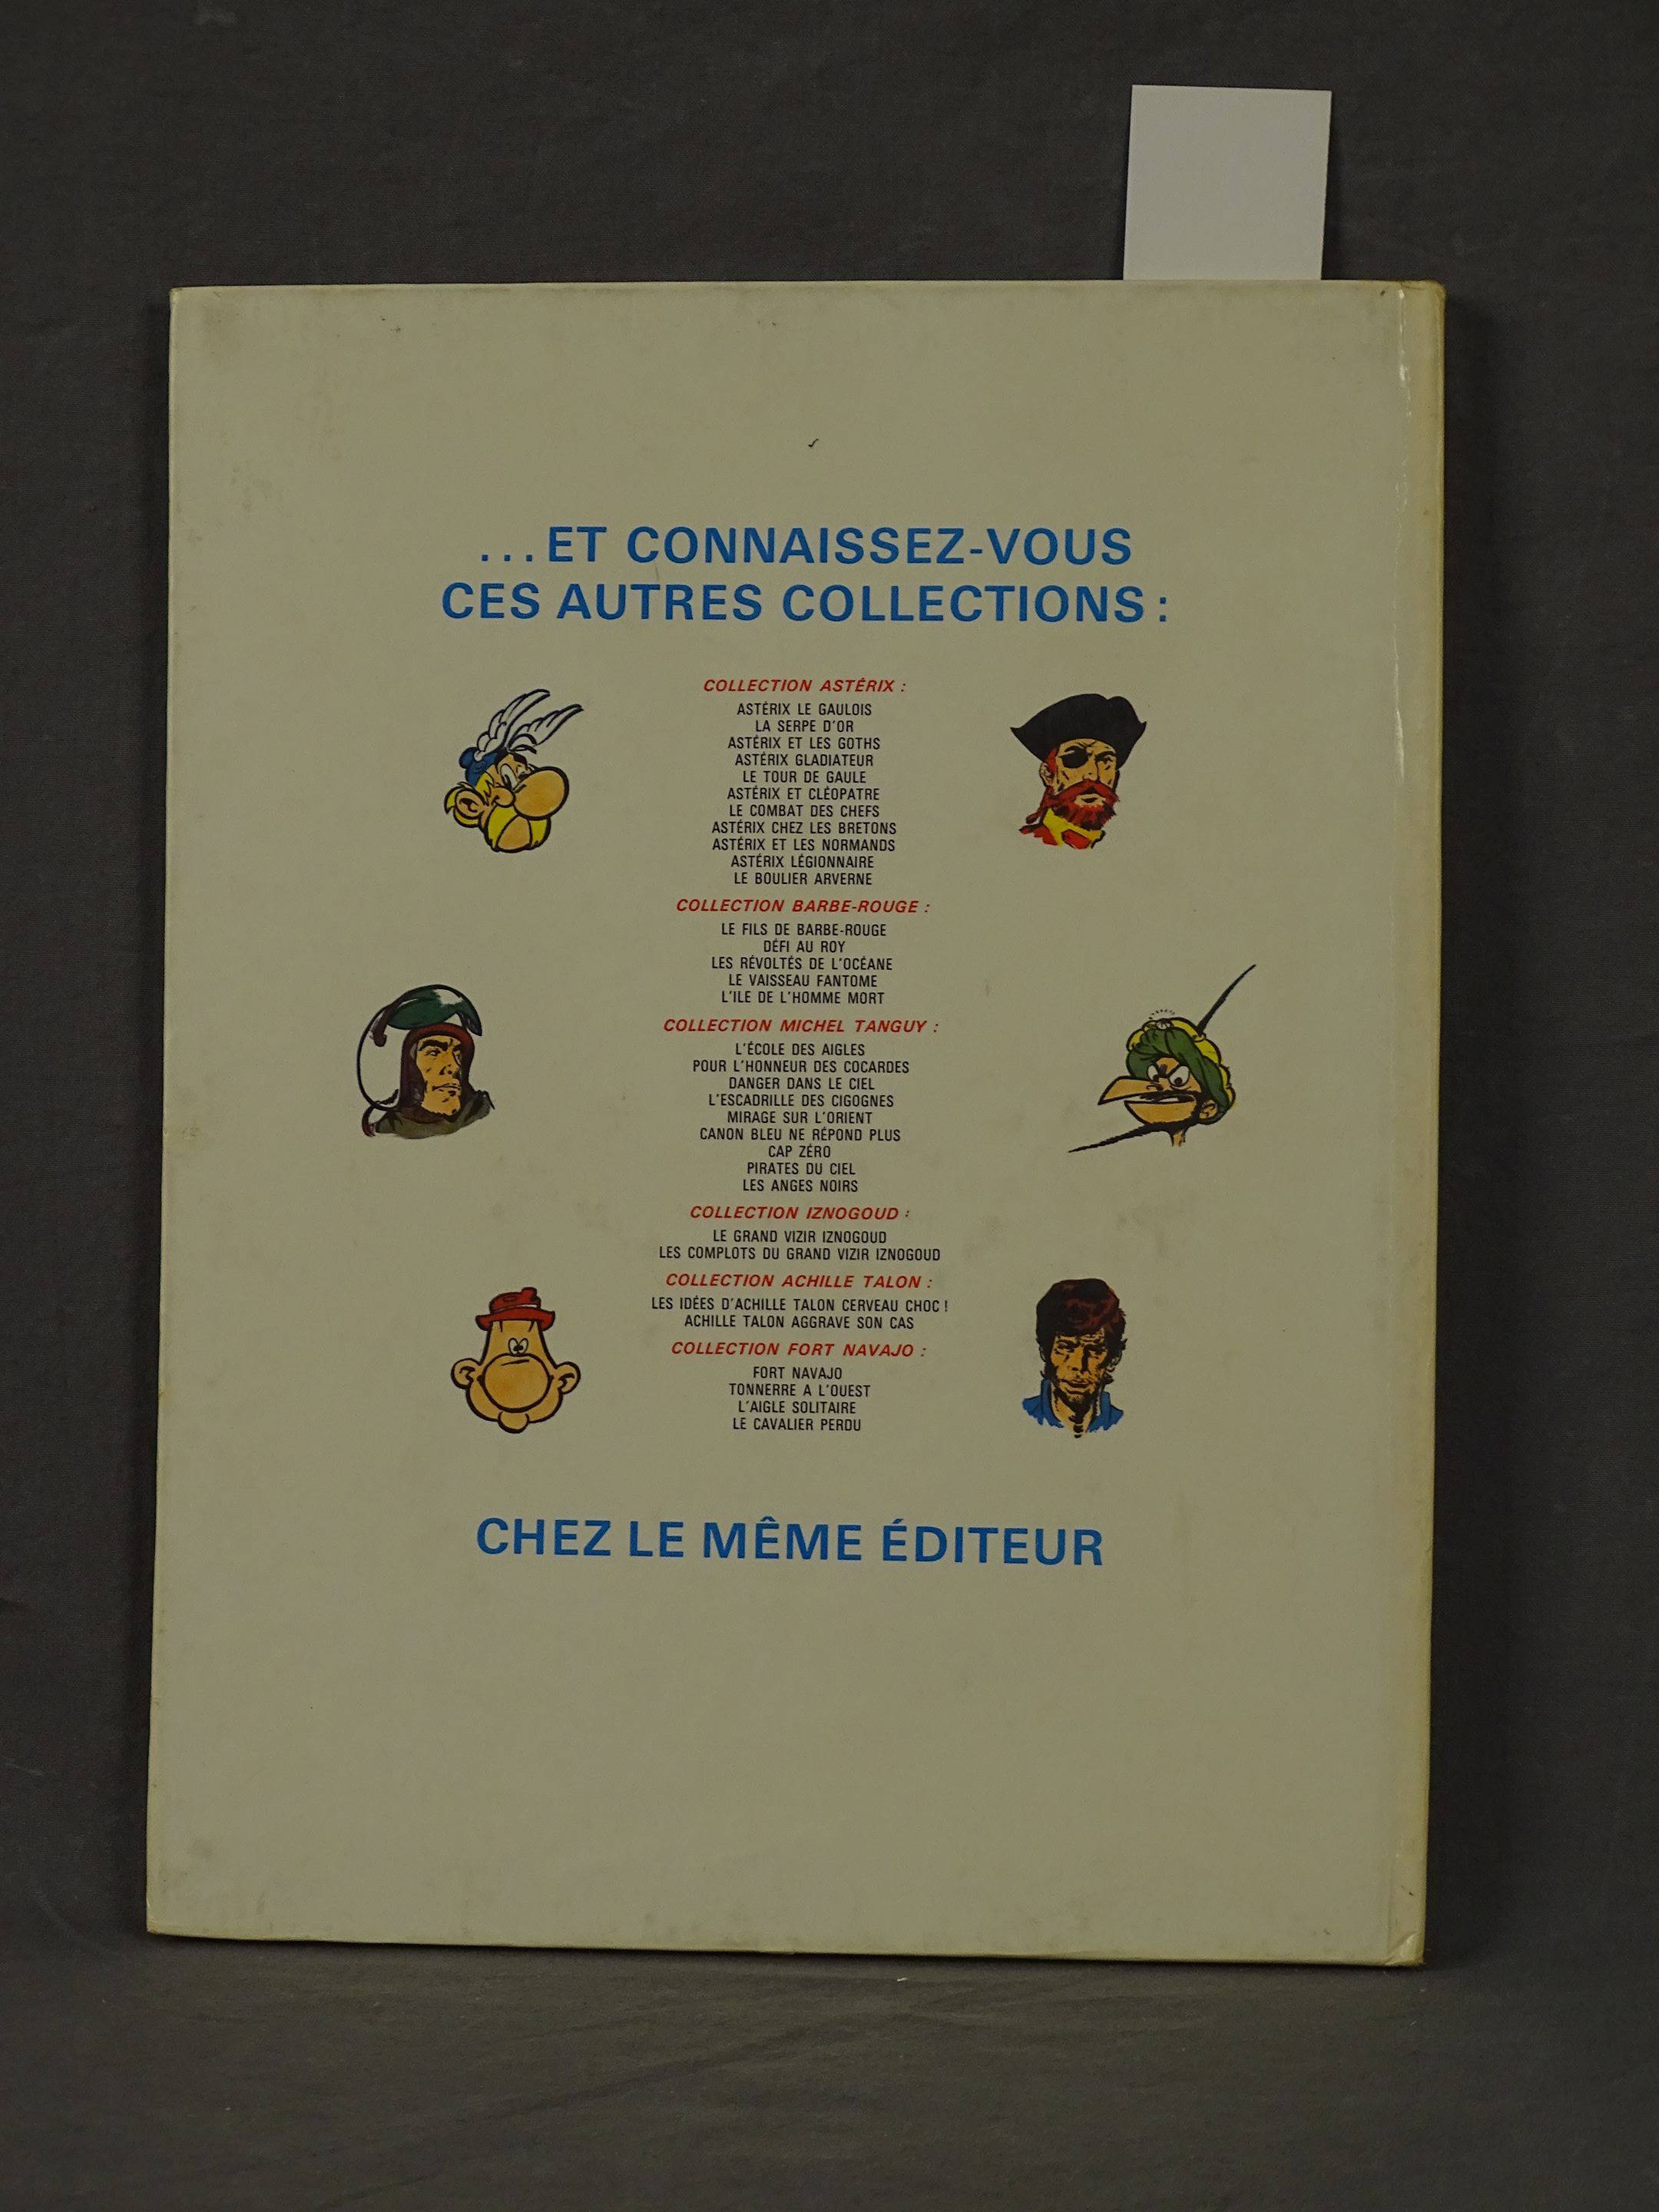 ...ET CONNAISSEZ-VOUS
CES AUTRES COLLECTIONS :
COLLECTION ASTÉRIX :
ASTÉRIX LE GAULOIS
LA SERPE D'OR
ASTÉRIX ET LES GOTHS
ASTÉRIX GLADIATEUR
LE TOUR DE GAULE
ASTÉRIX ET CLÉOPATRE
LE COMBAT DES CHEFS
ASTÉRIX CHEZ LES BRETONS
ASTÉRIX ET LES NORMANDS
ASTÉRIX LÉGIONNAIRE
LE BOULIER ARVERNE
COLLECTION BARBE-ROUGE :
LE FILS DE BARBE-ROUGE
DÉFI AU ROY
LES RÉVOLTÉS DE L'OCÉANE
LE VAISSEAU FANTOME
L'ILE DE L'HOMME MORT
COLLECTION MICHEL TANGUY :
L'ÉCOLE DES AIGLES
POUR L'HONNEUR DES COCARDES
DANGER DANS LE CIEL
L'ESCADRILLE DES CIGOGNES
MIRAGE SUR L'ORIENT
CANON BLEU NE RÉPOND PLUS
CAP ZÉRO
PIRATES DU CIEL
LES ANGES NOIRS
COLLECTION IZNOGOUD :
LE GRAND VIZIR IZNOGOUD
LES COMPLOTS DU GRAND VIZIR IZNOGOUD
COLLECTION ACHILLE TALON :
LES IDÉES D'ACHILLE TALON CERVEAU CHOC !
ACHILLE TALON AGGRAVE SON CAS
COLLECTION FORT NAVAJO :
FORT NAVAJO
TONNERRE A L'OUEST
L'AIGLE SOLITAIRE
LE CAVALIER PERDU
CHEZ LE MÊME ÉDITEUR